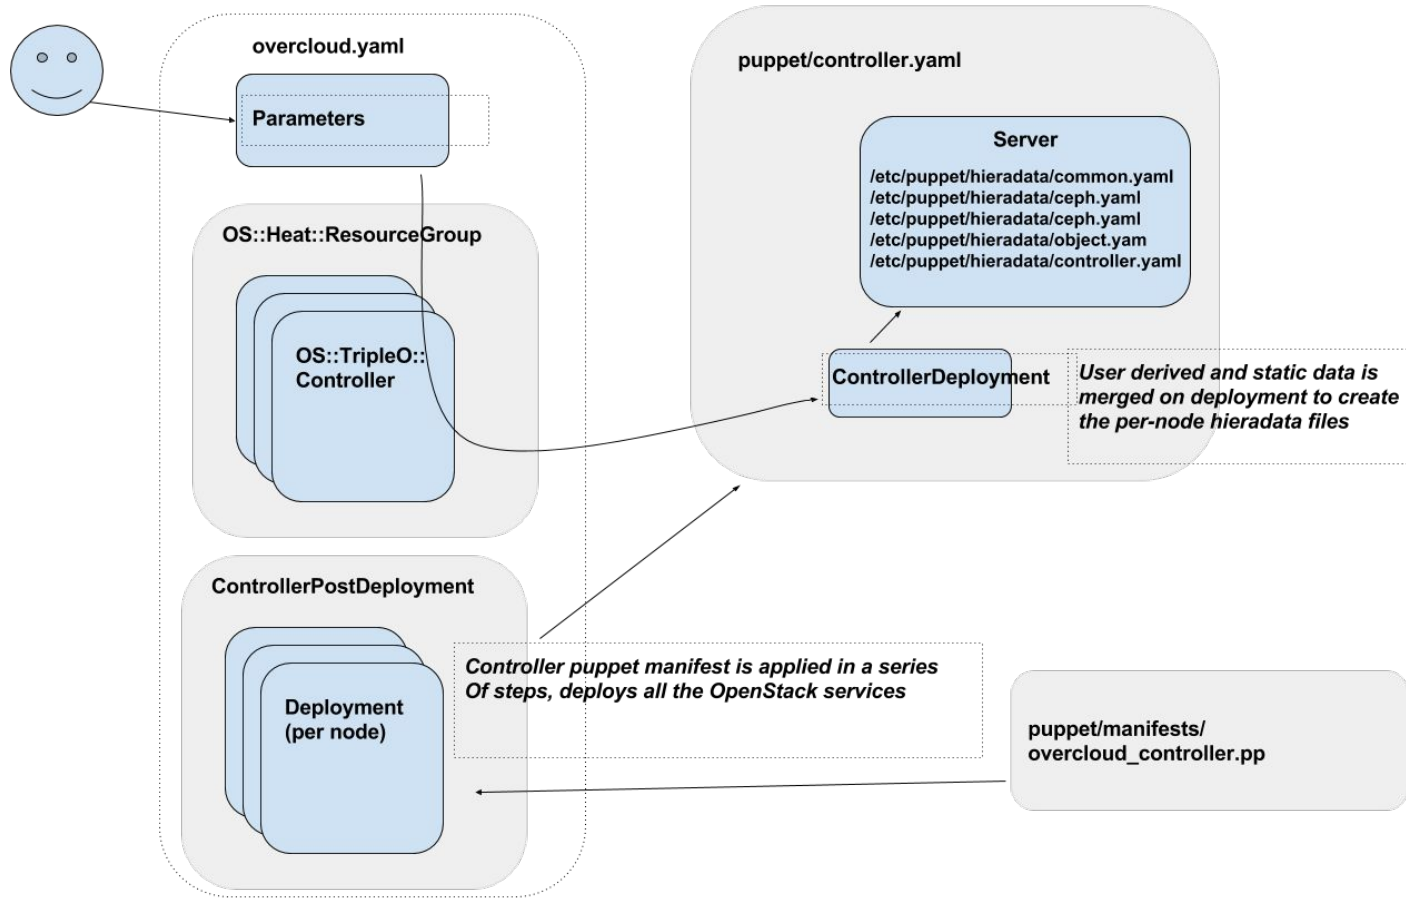 overcloud.yaml
Parameters
OS::Heat::ResourceGroup
OS::TripleO::
Controller
ControllerPostDeployment
Deployment
(per node)
puppet/controller.yaml
Server
/etc/puppet/hieradata/common.yaml
/etc/puppet/hieradata/ceph.yaml
/etc/puppet/hieradata/ceph.yaml
/etc/puppet/hieradata/object.yam
/etc/puppet/hieradata/controller.yaml
ControllerDeployment
User derived and static data is
merged on deployment to create
the per-node hieradata files
Controller puppet manifest is applied in a series
Of steps, deploys all the OpenStack services
puppet/manifests/
overcloud_controller.pp